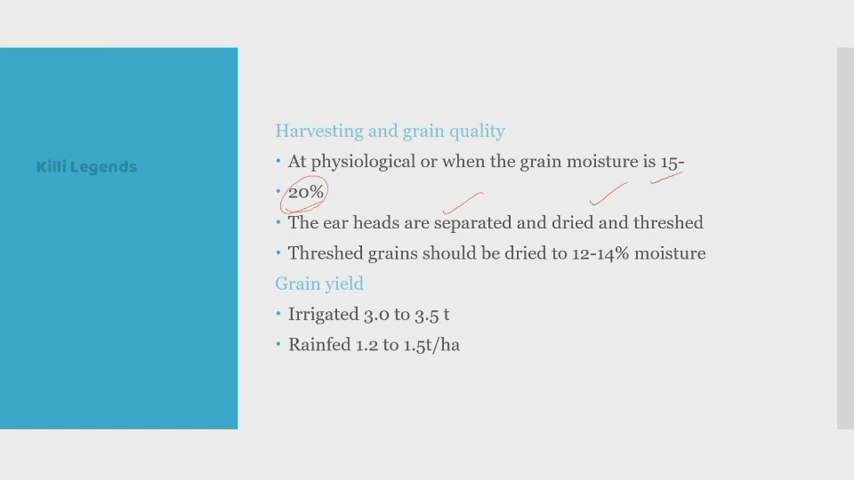 Killi Legends
Harvesting and grain quality
• At physiological or when the grain moisture is 15-
• 20%
• The ear heads are separated and dried and threshed
• Threshed grains should be dried to 12-14% moisture
Grain yield
• Irrigated 3.0 to 3.5 t
• Rainfed 1.2 to 1.5t/ha